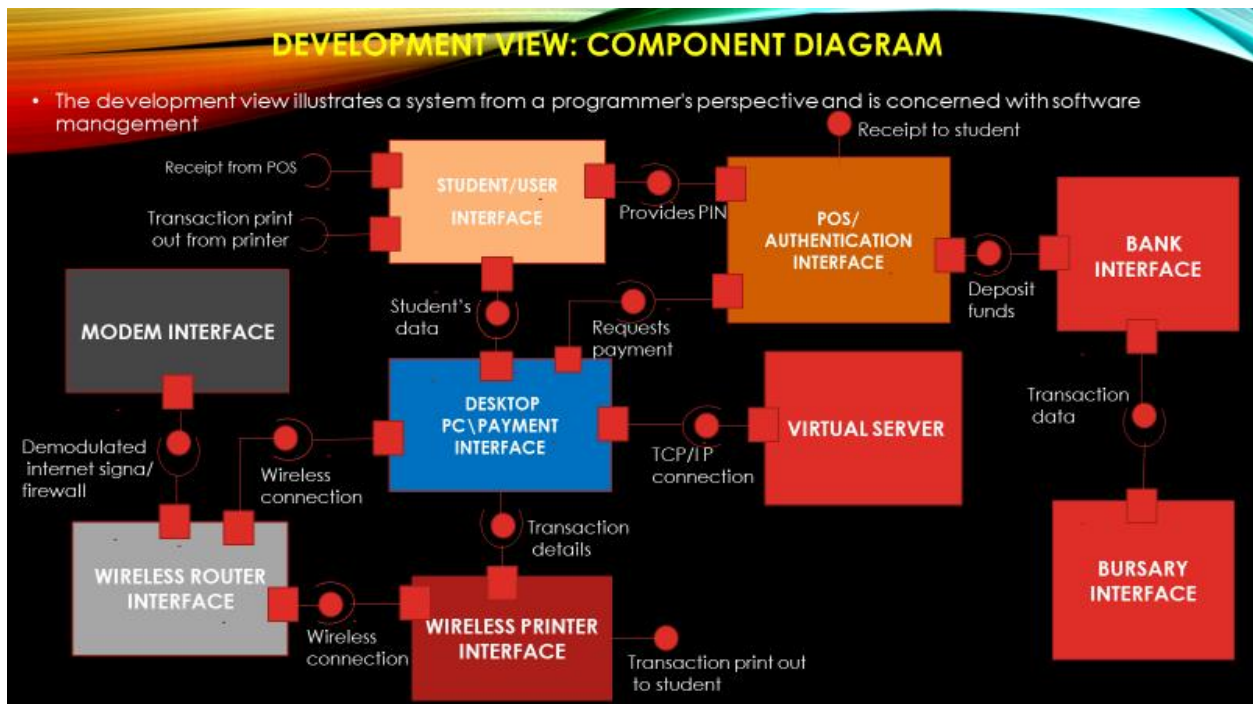 DEVELOPMENT VIEW: COMPONENT DIAGRAM
• The development view illustrates a system from a programmer's perspective and is concerned with software
management
Receipt to student
Receipt from POS
STUDENT/USER
INTERFACE
Provides PIN
POS/
AUTHENTICATION
INTERFACE
BANK
INTERFACE
Transaction print
out from printer
Deposit
funds
MODEM INTERFACE
Student's
data
Requests
payment
DESKTOP
PC\PAYMENT
INTERFACE
VIRTUAL SERVER
Transaction
data
Demodulated
internet signa/
firewall
Wireless
connection
TCP/IP
connection
Transaction
details
WIRELESS ROUTER
INTERFACE
BURSARY
INTERFACE
Wireless
connection
WIRELESS PRINTER
INTERFACE
Transaction print out
to student